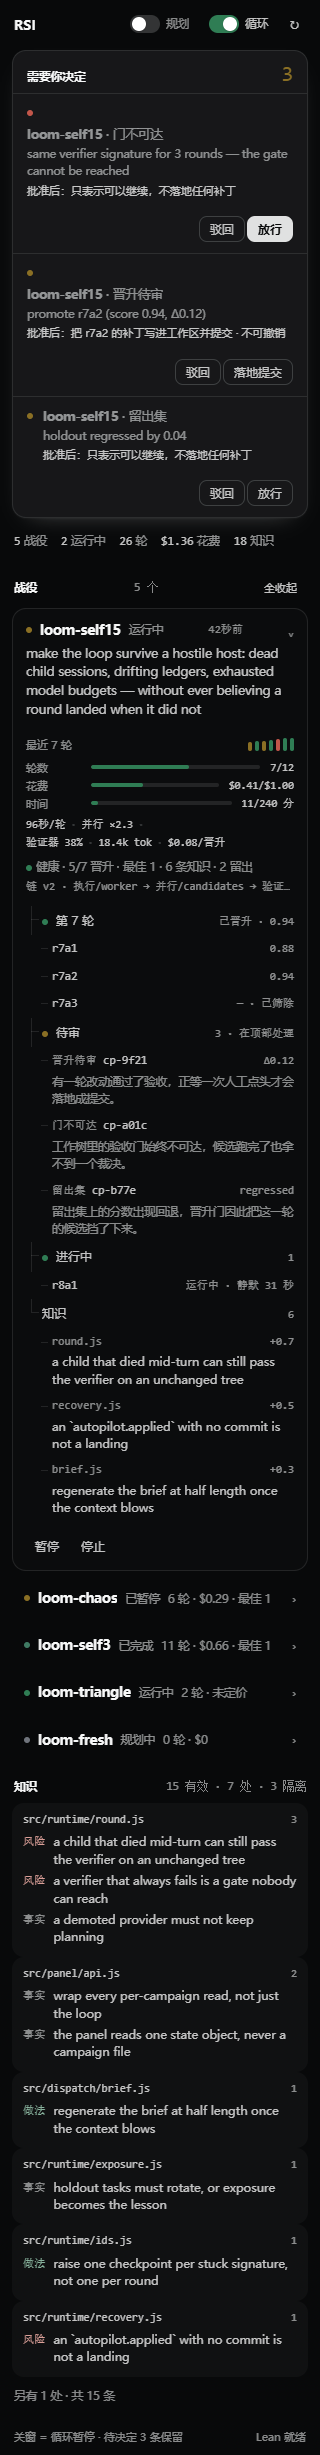 RSI 规划 循环 ↻
需要你决定 3
loom-self15 · 门不可达
same verifier signature for 3 rounds — the gate
cannot be reached
批准后：只表示可以继续，不落地任何补丁
驳回 放行
loom-self15 · 晋升待审
promote r7a2 (score 0.94, Δ0.12)
批准后：把 r7a2 的补丁写进工作区并提交 · 不可撤销
驳回 落地提交
loom-self15 · 留出集
holdout regressed by 0.04
批准后：只表示可以继续，不落地任何补丁
驳回 放行
5 战役 2 运行中 26 轮 $1.36 花费 18 知识
战役 5 个 全收起
loom-self15 运行中 42秒前
make the loop survive a hostile host: dead
child sessions, drifting ledgers, exhausted
model budgets — without ever believing a
round landed when it did not
最近 7 轮
轮数 7/12
花费 $0.41/$1.00
时间 11/240 分
96秒/轮 · 并行 ×2.3 ·
验证器 38% · 18.4k tok · $0.08/晋升
健康 · 5/7 晋升 · 最佳 1 · 6 条知识 · 2 留出
链 v2 · 执行/worker → 并行/candidates → 验证…
第 7 轮 已晋升 · 0.94
r7a1 0.88
r7a2 0.94
r7a3 — · 已筛除
待审 3 · 在顶部处理
晋升待审 cp-9f21 Δ0.12
有一轮改动通过了验收，正等一次人工点头才会
落地成提交。
门不可达 cp-a01c
工作树里的验收门始终不可达，候选跑完了也拿
不到一个裁决。
留出集 cp-b77e regressed
留出集上的分数出现回退，晋升门因此把这一轮
的候选挡了下来。
进行中 1
r8a1 运行中 · 静默 31 秒
知识 6
round.js +0.7
a child that died mid-turn can still pass
the verifier on an unchanged tree
recovery.js +0.5
an `autopilot.applied` with no commit is
not a landing
brief.js +0.3
regenerate the brief at half length once
the context blows
暂停 停止
loom-chaos 已暂停 6 轮 · $0.29 · 最佳 1 ›
loom-self3 已完成 11 轮 · $0.66 · 最佳 1 ›
loom-triangle 运行中 2 轮 · 未定价 ›
loom-fresh 规划中 0 轮 · $0 ›
知识 15 有效 · 7 处 · 3 隔离
src/runtime/round.js 3
风险 a child that died mid-turn can still pass
the verifier on an unchanged tree
风险 a verifier that always fails is a gate nobody
can reach
事实 a demoted provider must not keep
planning
src/panel/api.js 2
事实 wrap every per-campaign read, not just
the loop
事实 the panel reads one state object, never a
campaign file
src/dispatch/brief.js 1
做法 regenerate the brief at half length once
the context blows
src/runtime/exposure.js 1
事实 holdout tasks must rotate, or exposure
becomes the lesson
src/runtime/ids.js 1
做法 raise one checkpoint per stuck signature,
not one per round
src/runtime/recovery.js 1
风险 an `autopilot.applied` with no commit is
not a landing
另有 1 处 · 共 15 条
关窗 = 循环暂停 · 待决定 3 条保留 Lean 就绪